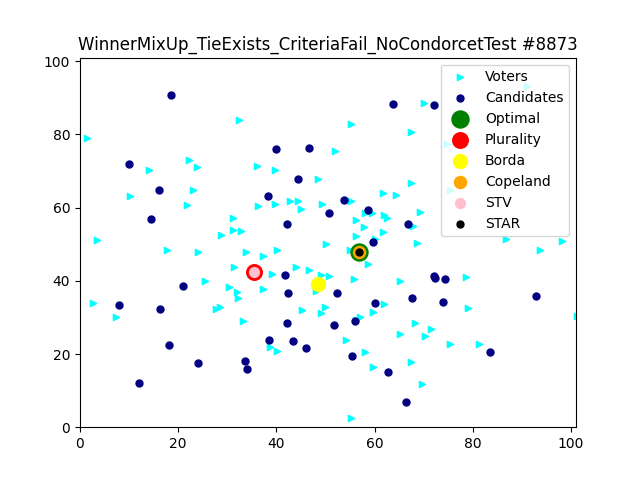 WinnerMixUp_TieExists_CriteriaFail_NoCondorcetTest #8873
100
80
60
40
20
0
0 20 40 60 80 100
Voters
Candidates
Optimal
Plurality
Borda
Copeland
STV
STAR